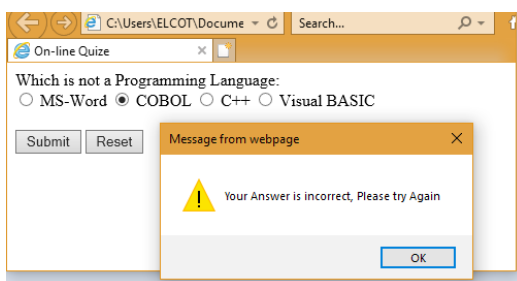 C:\Users\ELCOT\Docume
Search...
On-line Quize
Which is not a Programming Language:
MS-Word COBOL C++ Visual BASIC
Submit Reset
Message from webpage
Your Answer is incorrect, Please try Again
OK